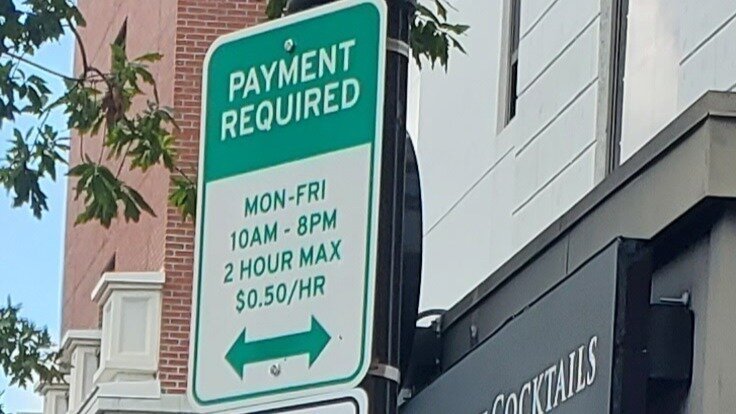 PAYMENT
REQUIRED
MON-FRI
10AM - 8PM
2 HOUR MAX
$0.50/HR
COCKTAILS